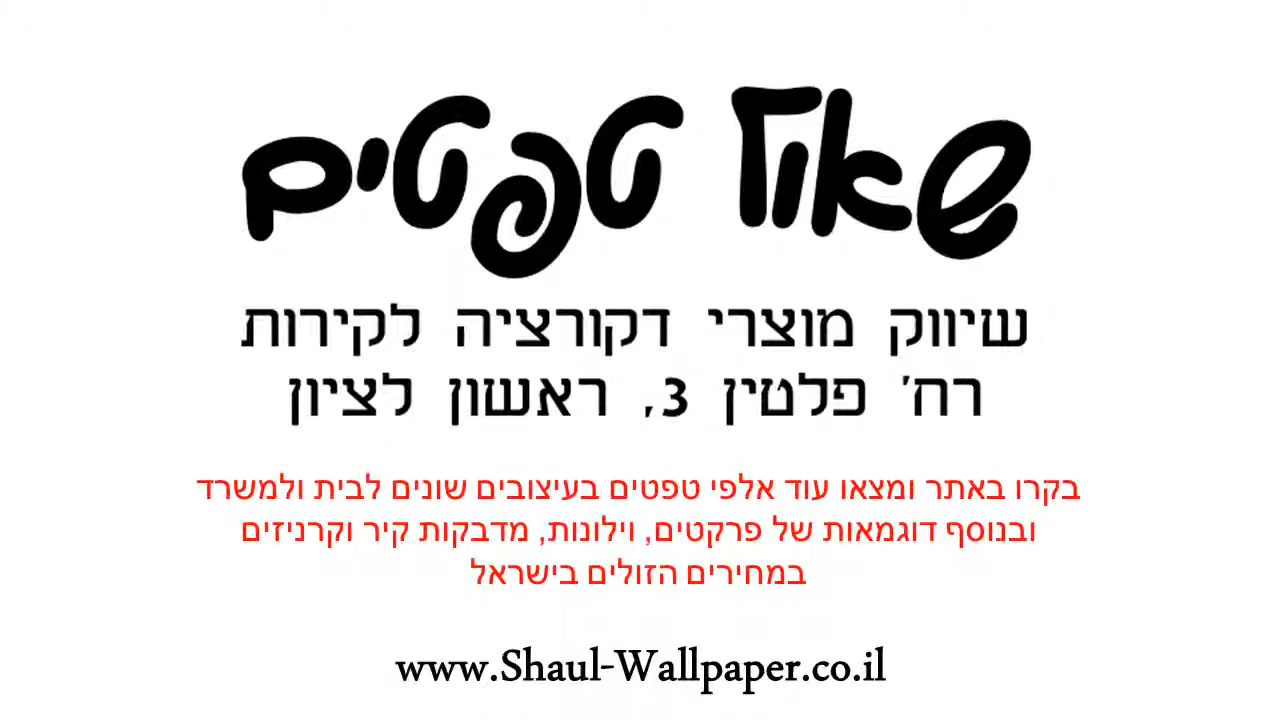 שאול טפטים
שיווק מוצרי דקורציה לקירות
רח' פלטין 3, ראשון לציון
בקרו באתר ומצאו עוד אלפי טפטים בעיצובים שונים לבית ולמשרד
ובנוסף דוגמאות של פרקטים, וילונות, מדבקות קיר וקרניזים
במחירים הזולים בישראל
www.Shaul-Wallpaper.co.il